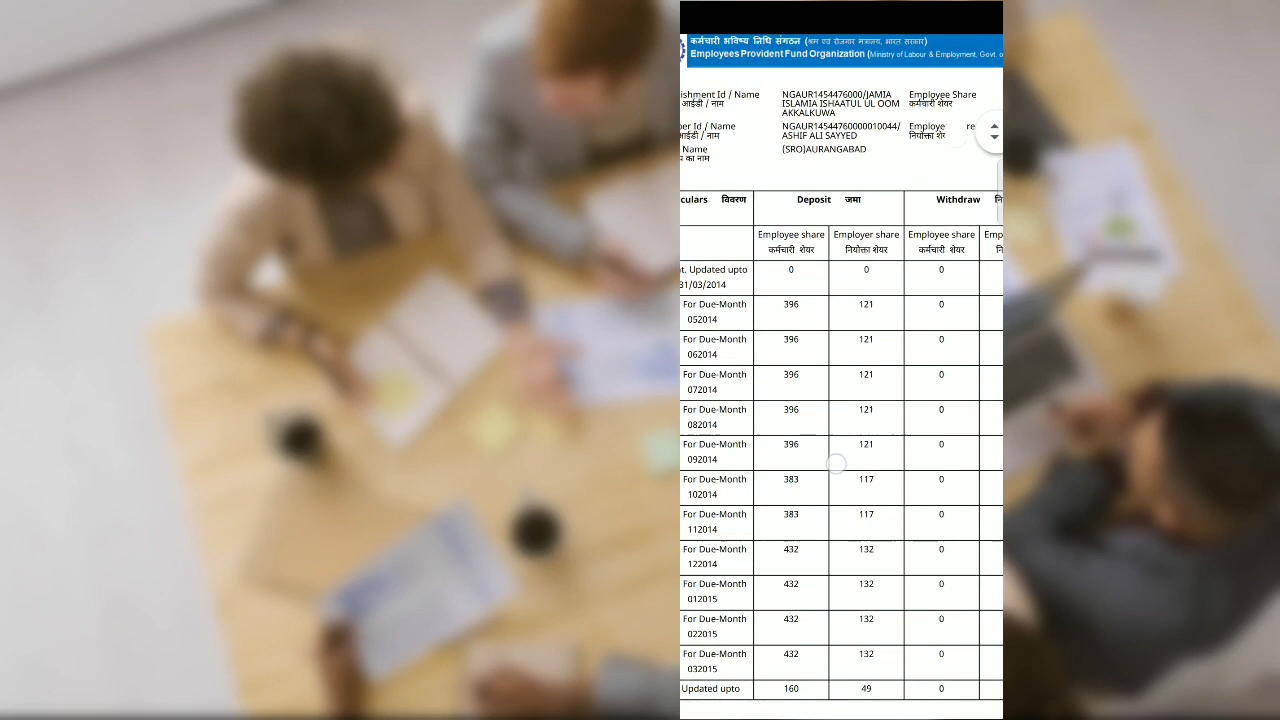 कर्मचारी भविष्य निधि संगठन (श्रम एवं रोजगार मंत्रालय, भारत सरकार)
Employees Provident Fund Organization (Ministry of Labour & Employment, Govt. o
ishment Id / Name NGAUR1454476000/JAMIA Employee Share
आईडी / नाम ISLAMIA ISHAATUL UL OOM कर्मचारी शेयर
AKKALKUWA
er Id / Name NGAUR14544760000010044/ Employe re
आईडी / नाम ASHIF ALI SAYYED नियोक्ता शेर
Name (SRO)AURANGABAD
य का नाम
culars विवरण Deposit जमा Withdraw नि
Employee share Employer share Employee share Emp
कर्मचारी शेयर नियोक्ता शेयर कर्मचारी शेयर नि
t. Updated upto 0 0 0
31/03/2014
For Due-Month 396 121 0
052014
For Due-Month 396 121 0
062014
For Due-Month 396 121 0
072014
For Due-Month 396 121 0
082014
For Due-Month 396 121 0
092014
For Due-Month 383 117 0
102014
For Due-Month 383 117 0
112014
For Due-Month 432 132 0
122014
For Due-Month 432 132 0
012015
For Due-Month 432 132 0
022015
For Due-Month 432 132 0
032015
Updated upto 160 49 0